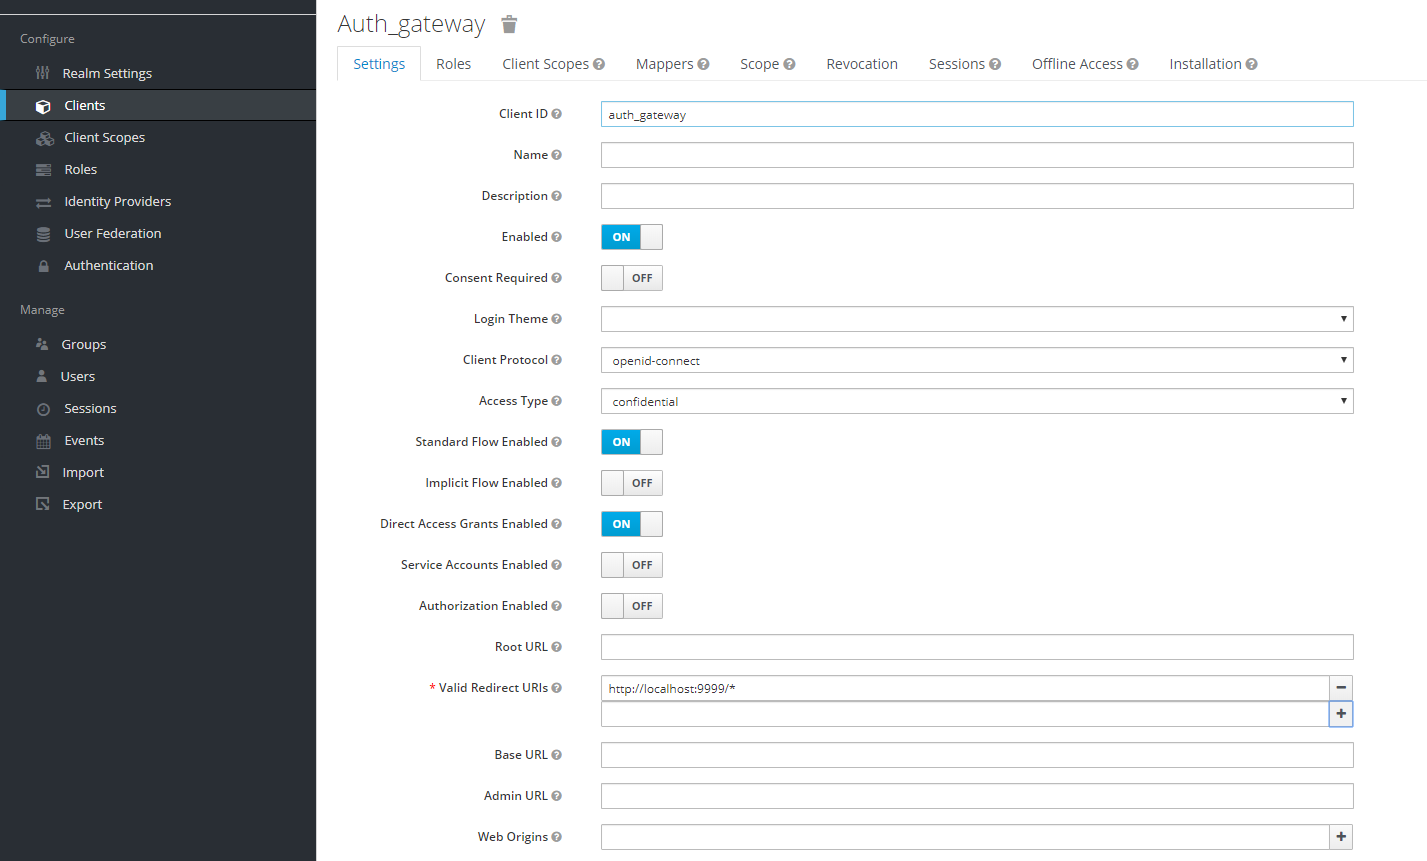 Configure
Realm Settings
Clients
Client Scopes
Roles
Identity Providers
User Federation
Authentication
Manage
Groups
Users
Sessions
Events
Import
Export
Auth_gateway
Settings Roles Client Scopes Mappers Scope Revocation Sessions Offline Access Installation
Client ID auth_gateway
Name
Description
Enabled ON
Consent Required OFF
Login Theme
Client Protocol openid-connect
Access Type confidential
Standard Flow Enabled ON
Implicit Flow Enabled OFF
Direct Access Grants Enabled ON
Service Accounts Enabled OFF
Authorization Enabled OFF
Root URL
* Valid Redirect URIs http://localhost:9999/*
Base URL
Admin URL
Web Origins